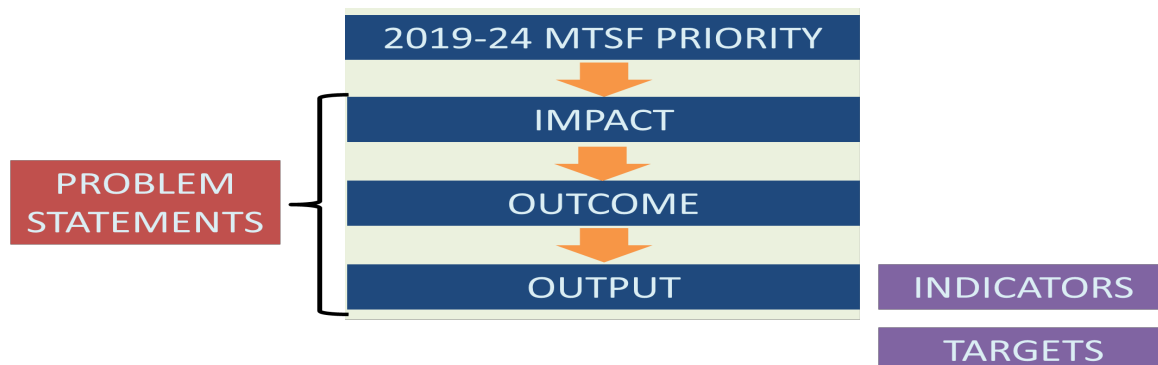 2019-24 MTSF PRIORITY
IMPACT
PROBLEM
STATEMENTS
OUTCOME
OUTPUT
INDICATORS
TARGETS